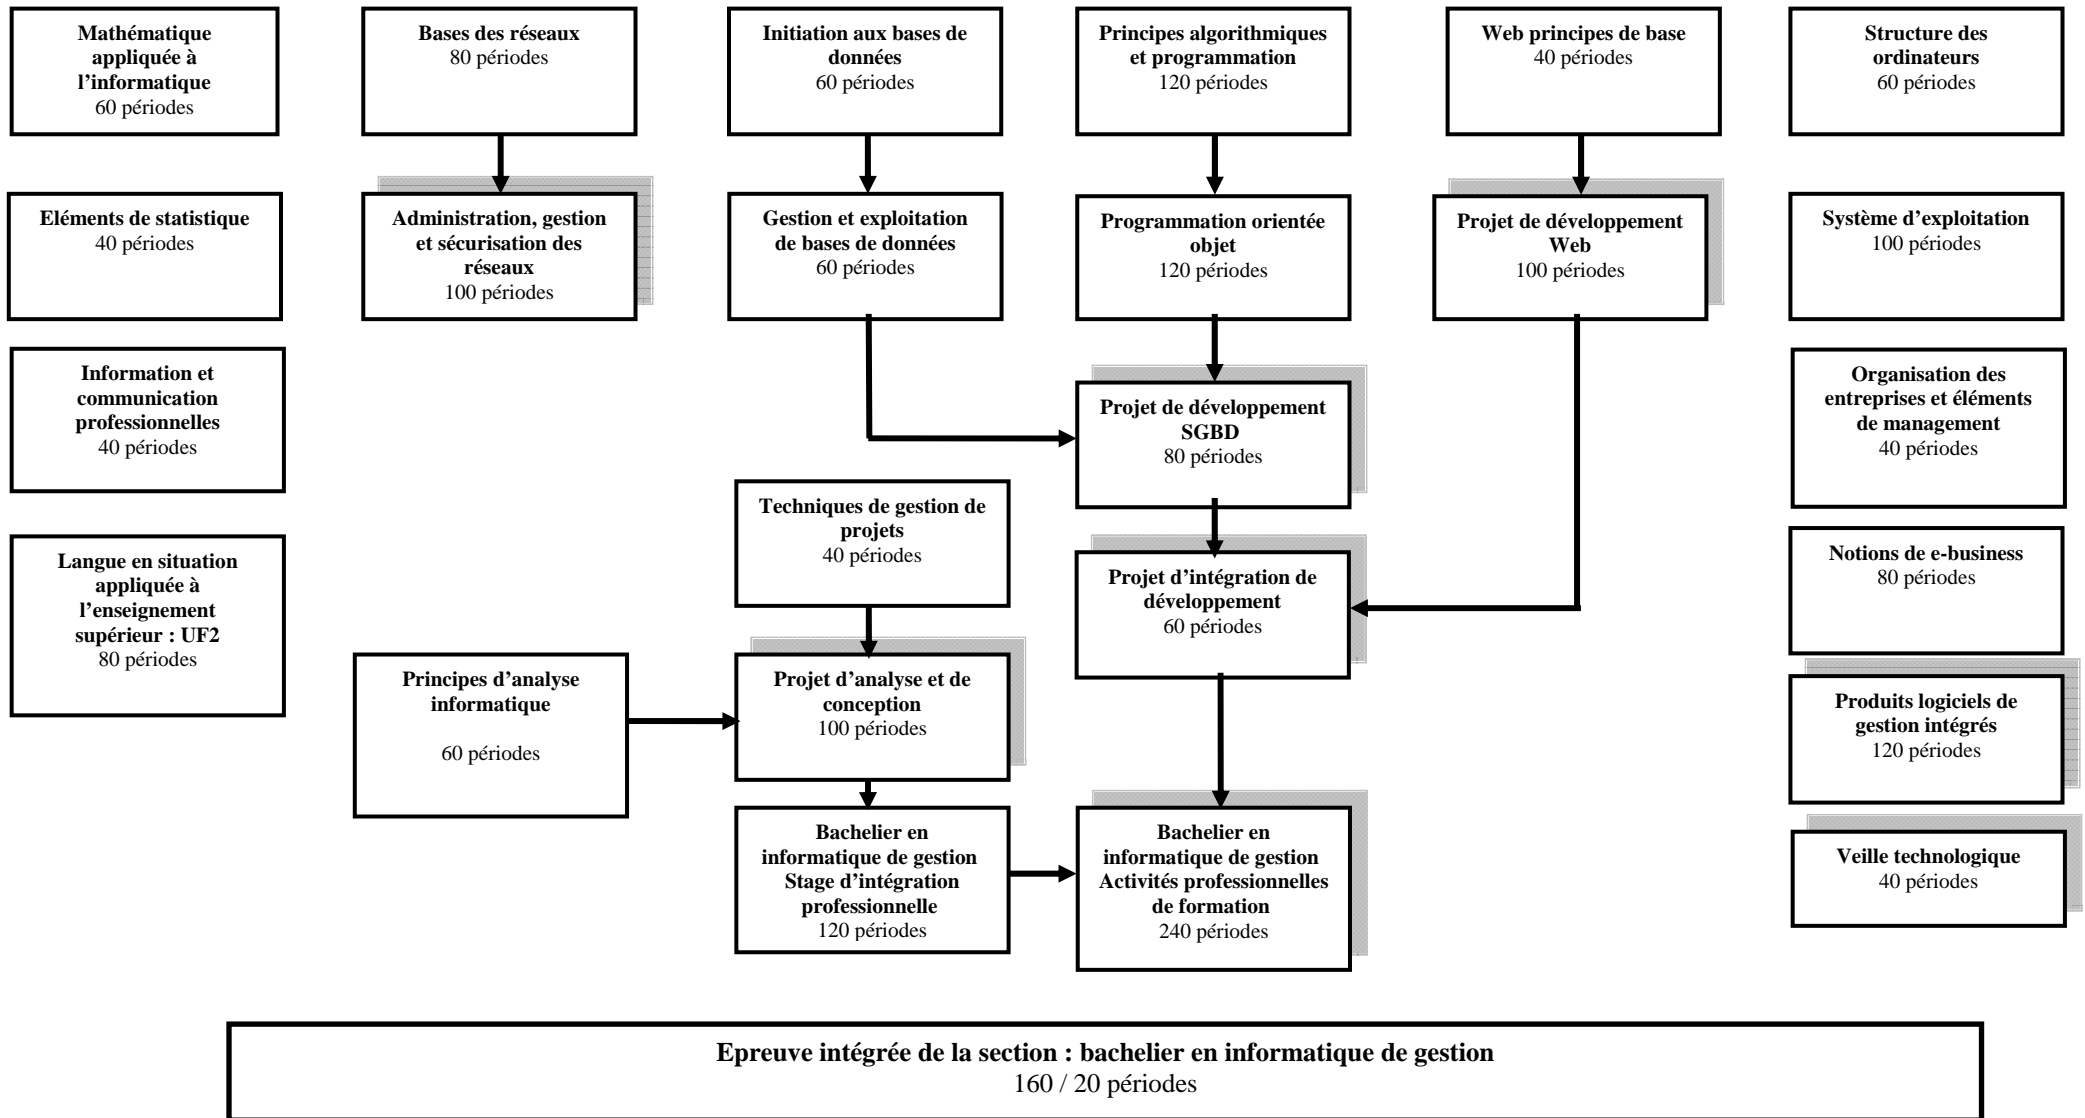 Mathématique
appliquée à
l'informatique
60 périodes
Bases des réseaux
80 périodes
Initiation aux bases de
données
60 périodes
Principes algorithmiques
et programmation
120 périodes
Web principes de base
40 périodes
Structure des
ordinateurs
60 périodes
Eléments de statistique
40 périodes
Administration, gestion
et sécurisation des
réseaux
100 périodes
Gestion et exploitation
de bases de données
60 périodes
Programmation orientée
objet
120 périodes
Projet de développement
Web
100 périodes
Système d'exploitation
100 périodes
Information et
communication
professionnelles
40 périodes
Projet de développement
SGBD
80 périodes
Organisation des
entreprises et éléments
de management
40 périodes
Langue en situation
appliquée à
l'enseignement
supérieur : UF2
80 périodes
Techniques de gestion de
projets
40 périodes
Projet d'intégration de
développement
60 périodes
Notions de e-business
80 périodes
Principes d'analyse
informatique
60 périodes
Projet d'analyse et de
conception
100 périodes
Produits logiciels de
gestion intégrés
120 périodes
Bachelier en
informatique de gestion
Stage d'intégration
professionnelle
120 périodes
Bachelier en
informatique de gestion
Activités professionnelles
de formation
240 périodes
Veille technologique
40 périodes
Epreuve intégrée de la section : bachelier en informatique de gestion
160 / 20 périodes